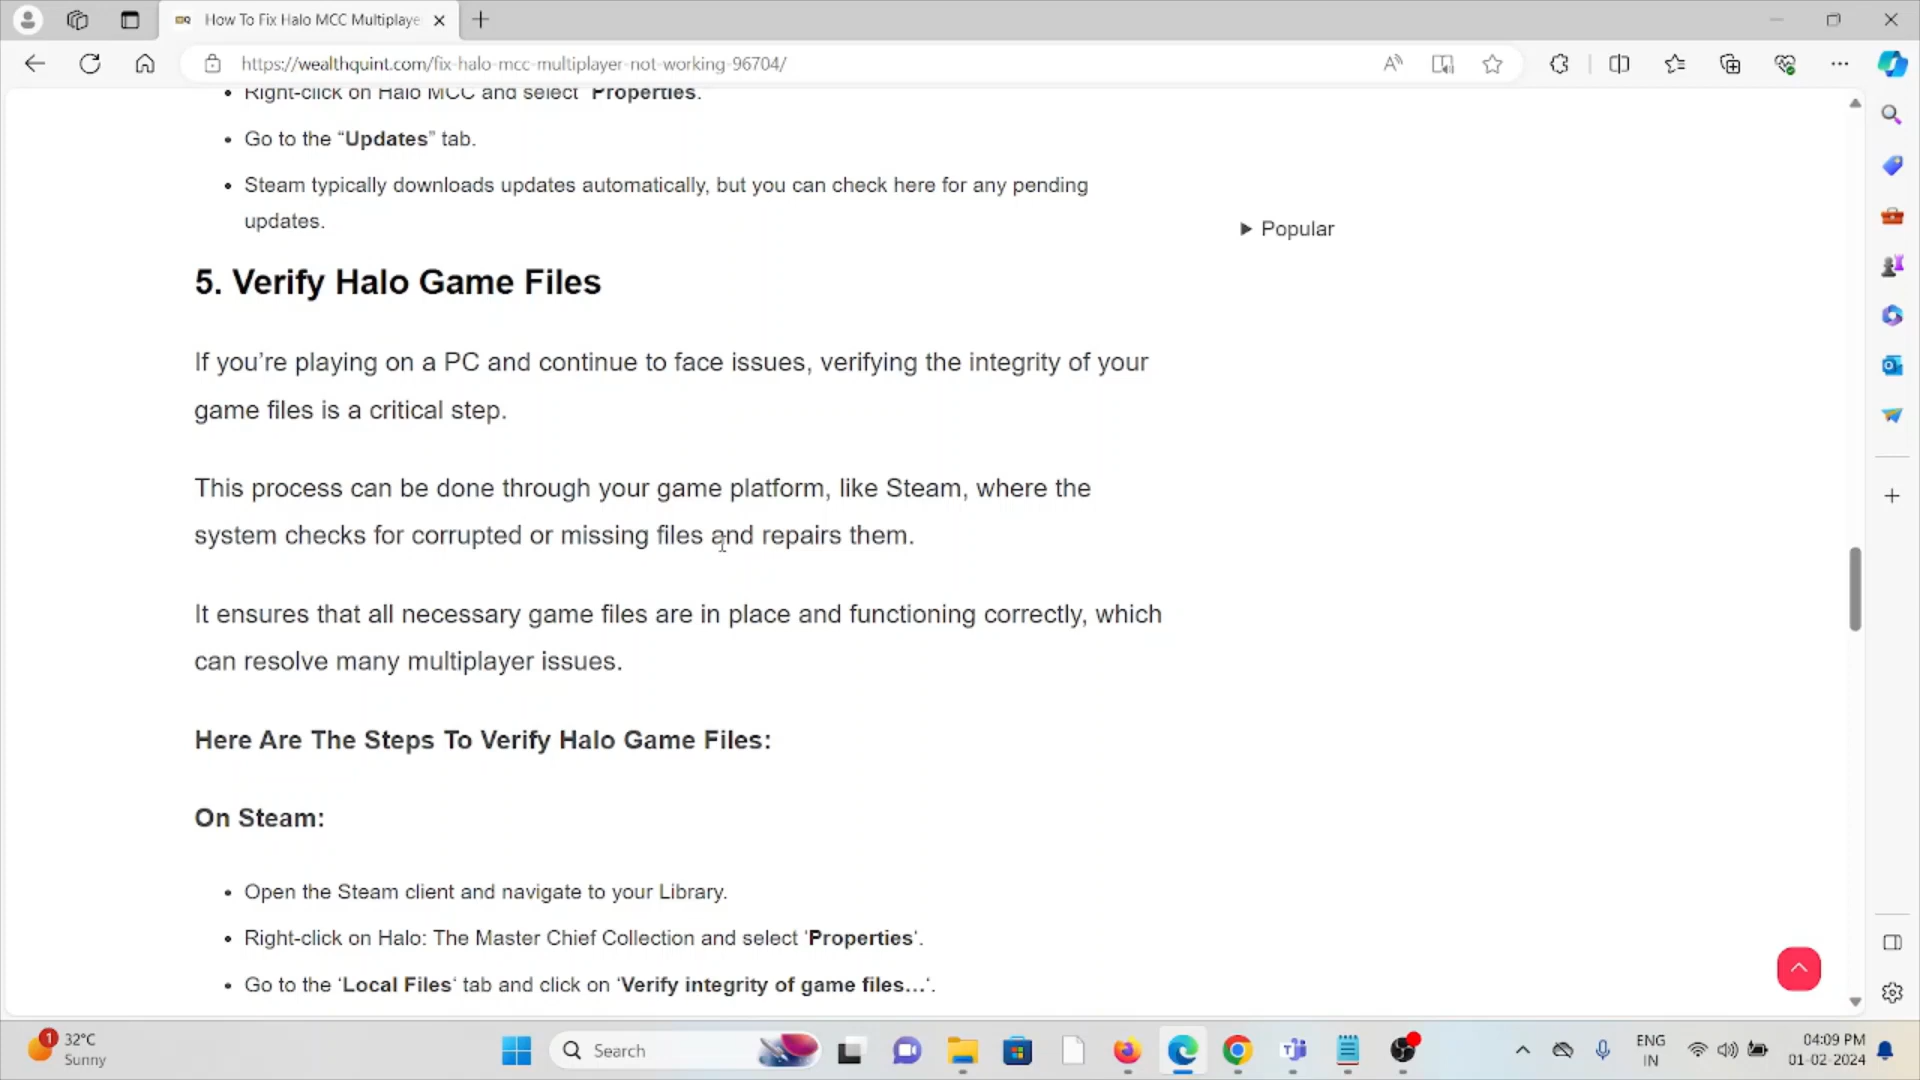 How To Fix Halo MCC Multiplaye
https://wealthquint.com/fix-halo-mcc-multiplayer-not-working-96704/
• Right-click on Halo MCC and select “Properties.
• Go to the “Updates” tab.
• Steam typically downloads updates automatically, but you can check here for any pending
updates.
▶ Popular
5. Verify Halo Game Files
If you’re playing on a PC and continue to face issues, verifying the integrity of your
game files is a critical step.
This process can be done through your game platform, like Steam, where the
system checks for corrupted or missing files and repairs them.
It ensures that all necessary game files are in place and functioning correctly, which
can resolve many multiplayer issues.
Here Are The Steps To Verify Halo Game Files:
On Steam:
• Open the Steam client and navigate to your Library.
• Right-click on Halo: The Master Chief Collection and select ‘Properties‘.
• Go to the ‘Local Files‘ tab and click on ‘Verify integrity of game files…‘.
1
32°C
Sunny
Search
ENG
IN
04:09 PM
01-02-2024